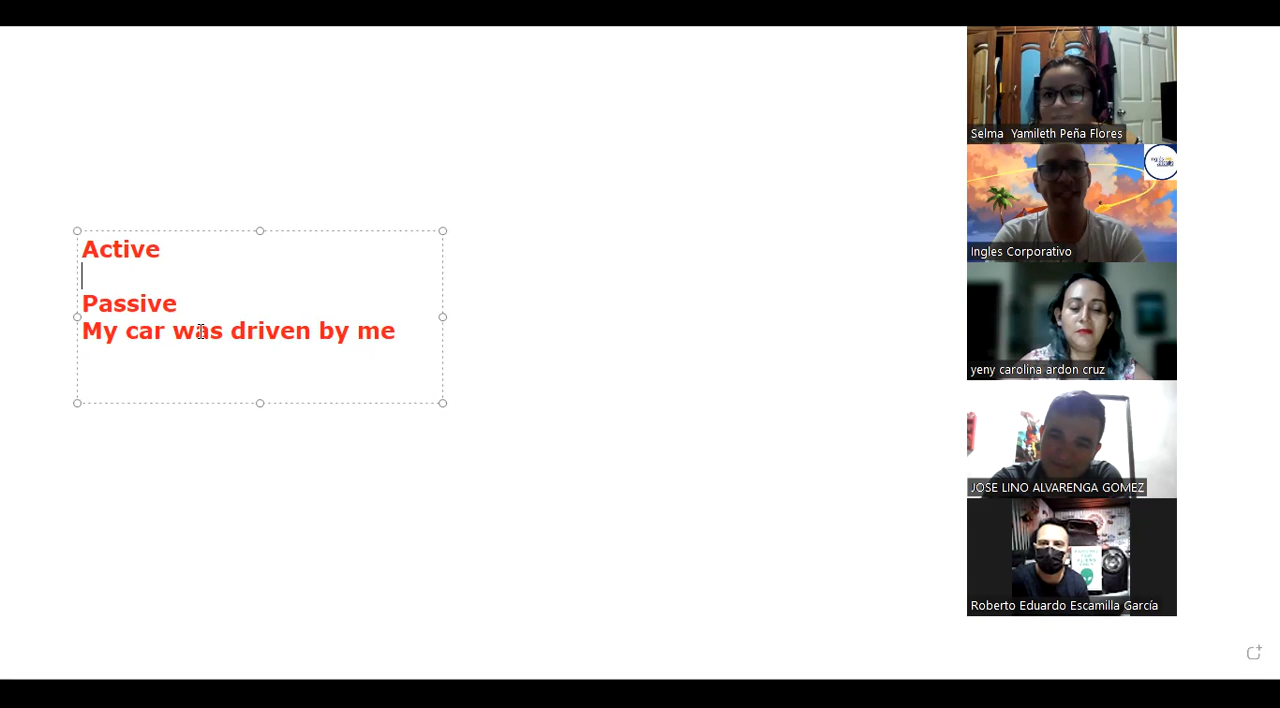 Active
Passive
My car was driven by me
Selma Yamileth Peña Flores
Ingles Corporativo
yeny carolina ardon cruz
JOSE LINO ALVARENGA GOMEZ
Roberto Eduardo Escamilla García